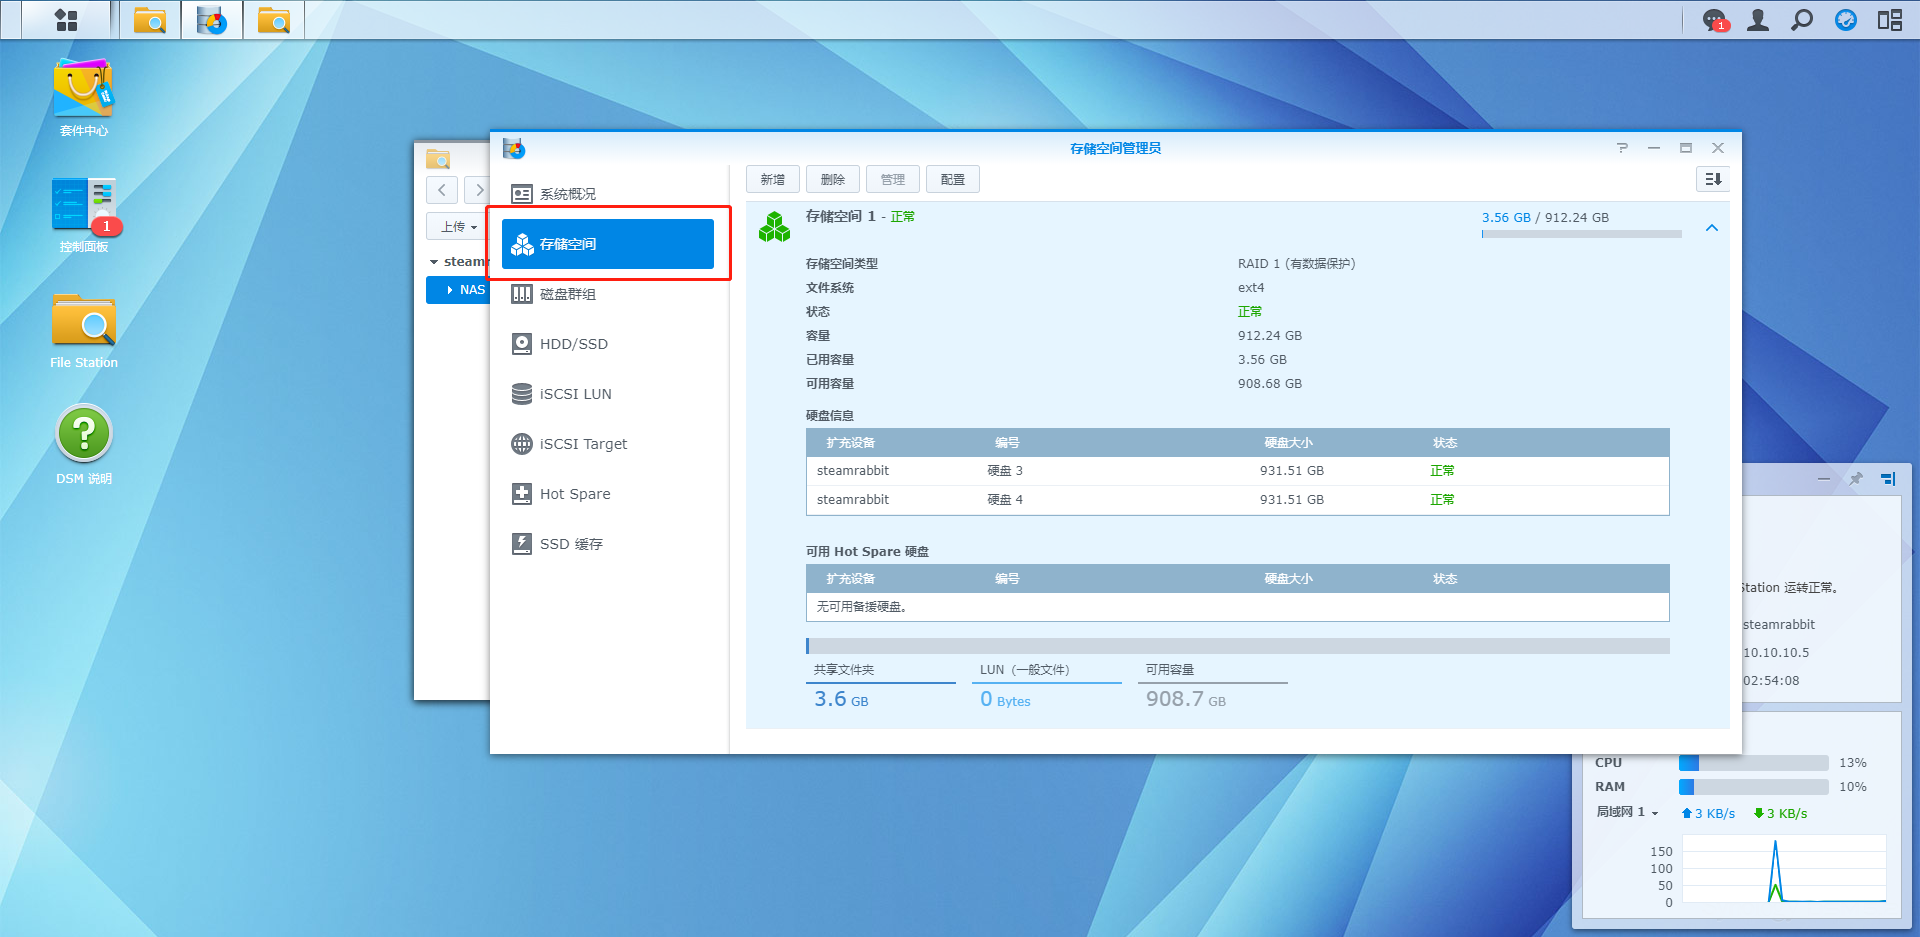 1
套件中心
1
控制面板
File Station
DSM 说明
上传
steamr
NAS
存储空间管理员
系统概况
存储空间
磁盘群组
HDD/SSD
iSCSI LUN
iSCSI Target
Hot Spare
SSD 缓存
新增 删除 管理 配置
存储空间 1 - 正常
3.56 GB / 912.24 GB
存储空间类型 RAID 1 (有数据保护)
文件系统 ext4
状态 正常
容量 912.24 GB
已用容量 3.56 GB
可用容量 908.68 GB
硬盘信息
扩充设备 编号 硬盘大小 状态
steamrabbit 硬盘 3 931.51 GB 正常
steamrabbit 硬盘 4 931.51 GB 正常
可用 Hot Spare 硬盘
扩充设备 编号 硬盘大小 状态
无可用备援硬盘。
共享文件夹 LUN（一般文件） 可用容量
3.6 GB 0 Bytes 908.7 GB
Station 运转正常。
steamrabbit
10.10.10.5
02:54:08
CPU 13%
RAM 10%
局域网 1 3 KB/s 3 KB/s
150
100
50
0